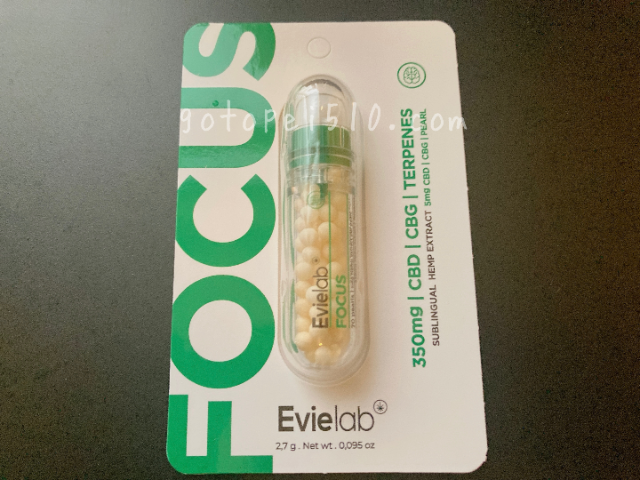 FOCUS
gotope1510.com
350mg | CBD | CBG | TERPENES
SUBLINGUAL HEMP EXTRACT 5mg CBD | CBG | PEARL
Evielab
FOCUS
Evielab
2,7 g . Net wt . 0,095 oz